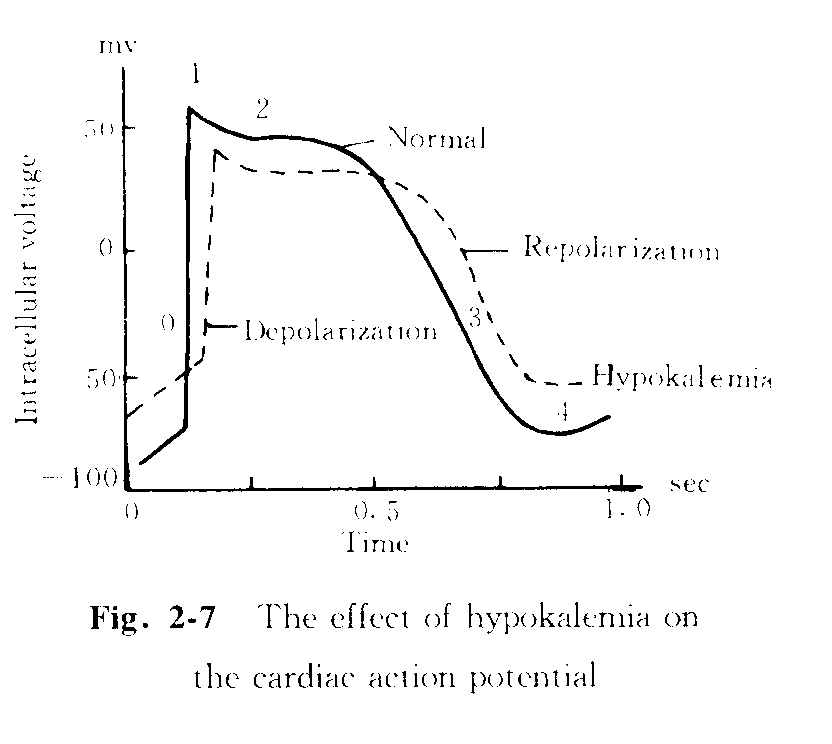 mv
1
2
50
Normal
Intracellular voltage
0
Repolarization
0
Depolarization
3
50
Hypokalemia
4
-100
sec
0
0.5
1.0
Time
Fig. 2-7 The effect of hypokalemia on
the cardiac action potential